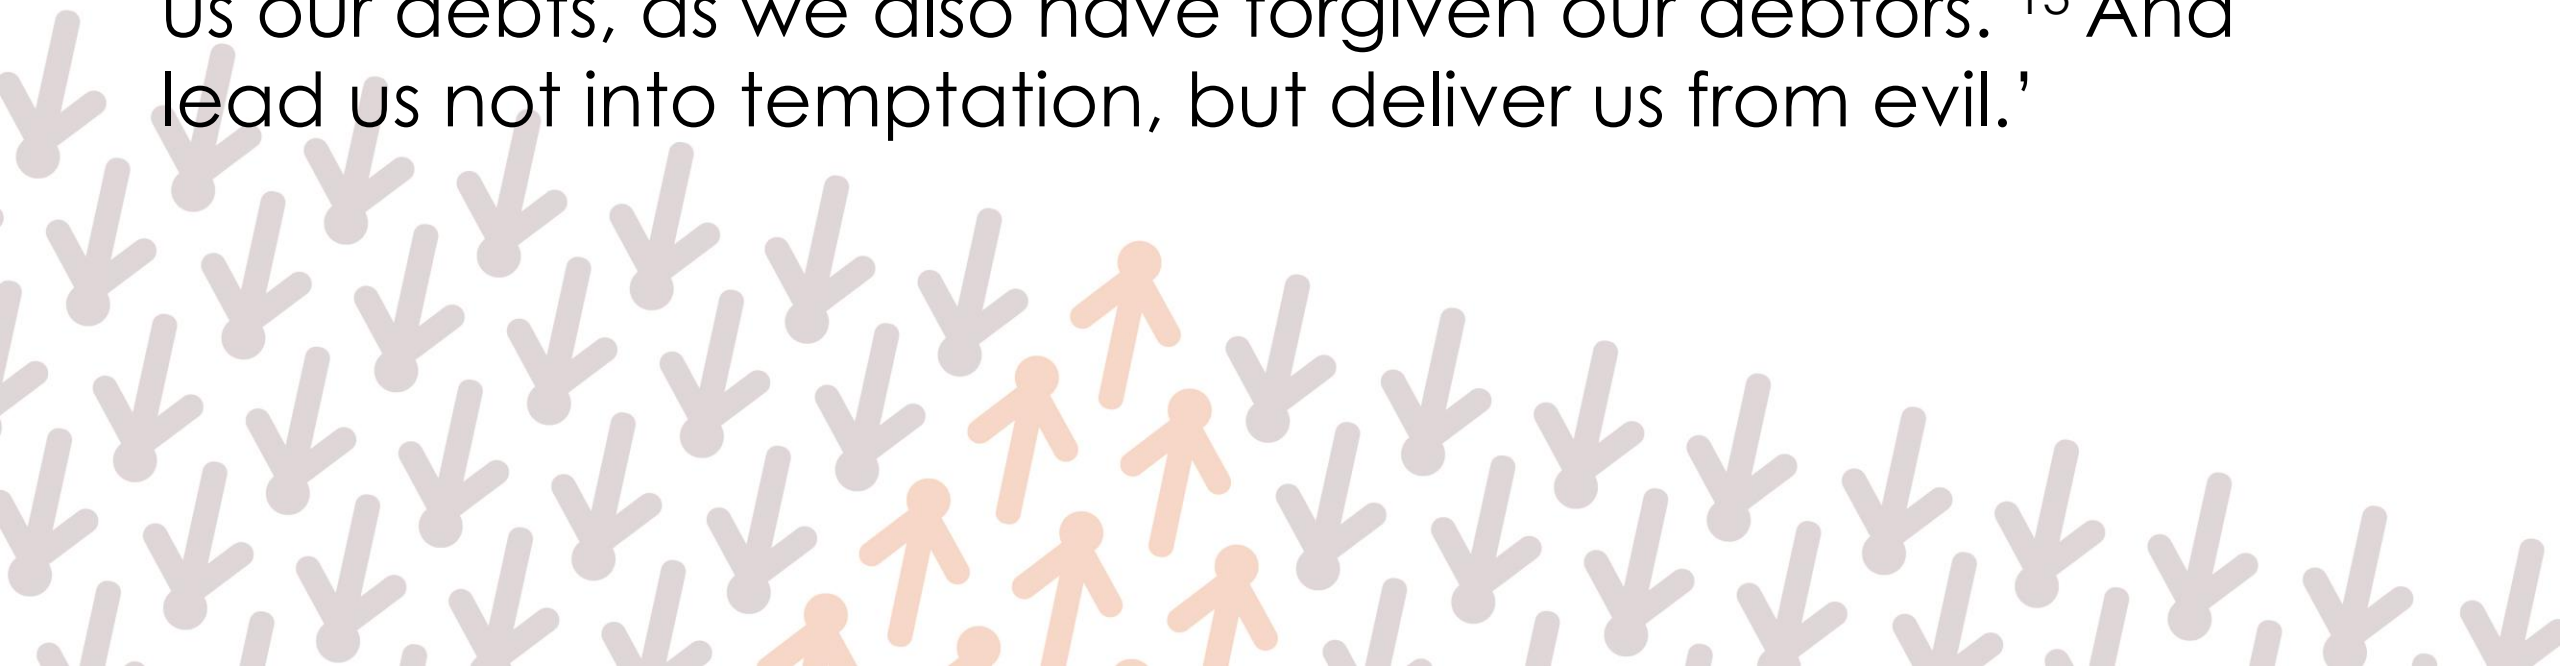 us our debts, as we also have forgiven our debtors. ¹³ And
lead us not into temptation, but deliver us from evil.’